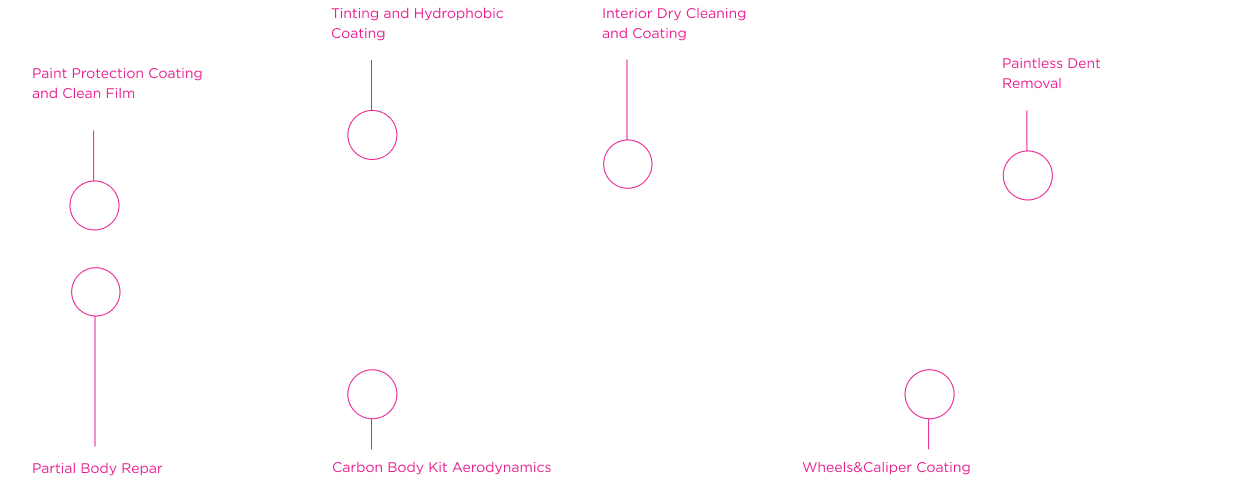 Tinting and Hydrophobic
Coating
Interior Dry Cleaning
and Coating
Paintless Dent
Removal
Paint Protection Coating
and Clean Film
Partial Body Repar
Carbon Body Kit Aerodynamics
Wheels&Caliper Coating